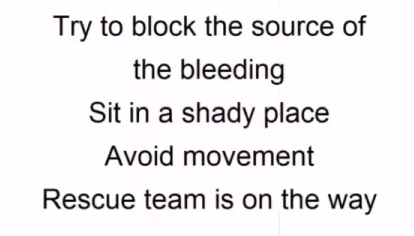 Try to block the source of
the bleeding
Sit in a shady place
Avoid movement
Rescue team is on the way